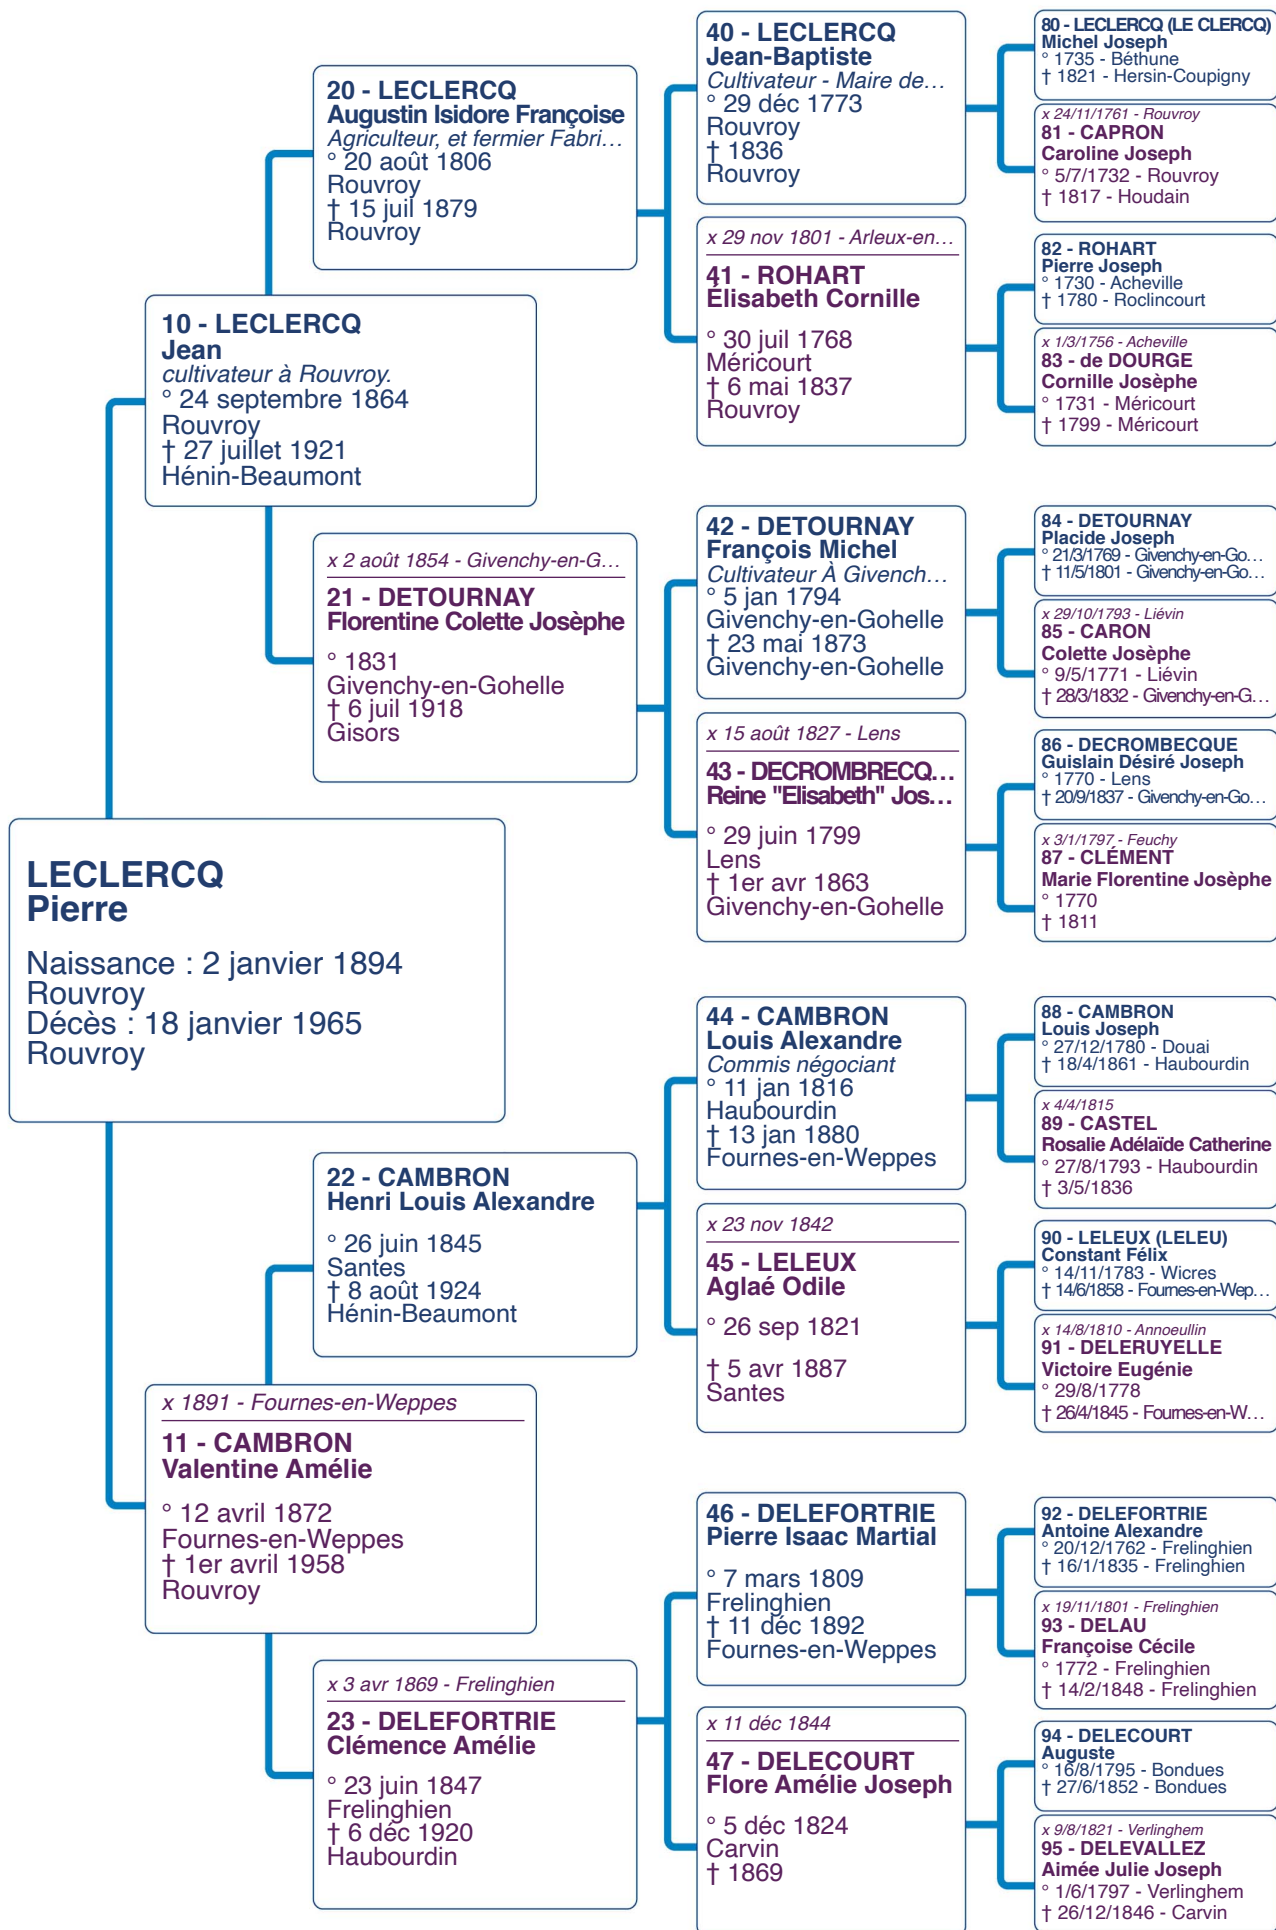 LECLERCQ
Pierre
Naissance : 2 janvier 1894
Rouvroy
Décès : 18 janvier 1965
Rouvroy
10 - LECLERCQ
Jean
cultivateur à Rouvroy.
° 24 septembre 1864
Rouvroy
† 27 juillet 1921
Hénin-Beaumont
x 1891 - Fournes-en-Weppes
11 - CAMBRON
Valentine Amélie
° 12 avril 1872
Fournes-en-Weppes
† 1er avril 1958
Rouvroy
20 - LECLERCQ
Augustin Isidore Françoise
Agriculteur, et fermier Fabri…
° 20 août 1806
Rouvroy
† 15 juil 1879
Rouvroy
x 2 août 1854 - Givenchy-en-G…
21 - DETOURNAY
Florentine Colette Josèphe
° 1831
Givenchy-en-Gohelle
† 6 juil 1918
Gisors
22 - CAMBRON
Henri Louis Alexandre
° 26 juin 1845
Santes
† 8 août 1924
Hénin-Beaumont
x 3 avr 1869 - Frelinghien
23 - DELEFORTRIE
Clémence Amélie
° 23 juin 1847
Frelinghien
† 6 déc 1920
Haubourdin
40 - LECLERCQ
Jean-Baptiste
Cultivateur - Maire de…
° 29 déc 1773
Rouvroy
† 1836
Rouvroy
x 29 nov 1801 - Arleux-en…
41 - ROHART
Élisabeth Cornille
° 30 juil 1768
Méricourt
† 6 mai 1837
Rouvroy
42 - DETOURNAY
François Michel
Cultivateur À Givench…
° 5 jan 1794
Givenchy-en-Gohelle
† 23 mai 1873
Givenchy-en-Gohelle
x 15 août 1827 - Lens
43 - DECROMBRECQ…
Reine "Elisabeth" Jos…
° 29 juin 1799
Lens
† 1er avr 1863
Givenchy-en-Gohelle
44 - CAMBRON
Louis Alexandre
Commis négociant
° 11 jan 1816
Haubourdin
† 13 jan 1880
Fournes-en-Weppes
x 23 nov 1842
45 - LELEUX
Aglaé Odile
° 26 sep 1821
† 5 avr 1887
Santes
46 - DELEFORTRIE
Pierre Isaac Martial
° 7 mars 1809
Frelinghien
† 11 déc 1892
Fournes-en-Weppes
x 11 déc 1844
47 - DELECOURT
Flore Amélie Joseph
° 5 déc 1824
Carvin
† 1869
80 - LECLERCQ (LE CLERCQ)
Michel Joseph
° 1735 - Béthune
† 1821 - Hersin-Coupigny
x 24/11/1761 - Rouvroy
81 - CAPRON
Caroline Joseph
° 5/7/1732 - Rouvroy
† 1817 - Houdain
82 - ROHART
Pierre Joseph
° 1730 - Acheville
† 1780 - Roclincourt
x 1/3/1756 - Acheville
83 - de DOURGE
Cornille Josèphe
° 1731 - Méricourt
† 1799 - Méricourt
84 - DETOURNAY
Placide Joseph
° 21/3/1769 - Givenchy-en-Go…
† 11/5/1801 - Givenchy-en-Go…
x 29/10/1793 - Liévin
85 - CARON
Colette Josèphe
° 9/5/1771 - Liévin
† 28/3/1832 - Givenchy-en-G…
86 - DECROMBECQUE
Guislain Désiré Joseph
° 1770 - Lens
† 20/9/1837 - Givenchy-en-Go…
x 3/1/1797 - Feuchy
87 - CLÉMENT
Marie Florentine Josèphe
° 1770
† 1811
88 - CAMBRON
Louis Joseph
° 27/12/1780 - Douai
† 18/4/1861 - Haubourdin
x 4/4/1815
89 - CASTEL
Rosalie Adélaïde Catherine
° 27/8/1793 - Haubourdin
† 3/5/1836
90 - LELEUX (LELEU)
Constant Félix
° 14/11/1783 - Wicres
† 14/6/1858 - Fournes-en-Wep…
x 14/8/1810 - Annoeullin
91 - DELERUYELLE
Victoire Eugénie
° 29/8/1778
† 26/4/1845 - Fournes-en-W…
92 - DELEFORTRIE
Antoine Alexandre
° 20/12/1762 - Frelinghien
† 16/1/1835 - Frelinghien
x 19/11/1801 - Frelinghien
93 - DELAU
Françoise Cécile
° 1772 - Frelinghien
† 14/2/1848 - Frelinghien
94 - DELECOURT
Auguste
° 16/8/1795 - Bondues
† 27/6/1852 - Bondues
x 9/8/1821 - Verlinghem
95 - DELEVALLEZ
Aimée Julie Joseph
° 1/6/1797 - Verlinghem
† 26/12/1846 - Carvin